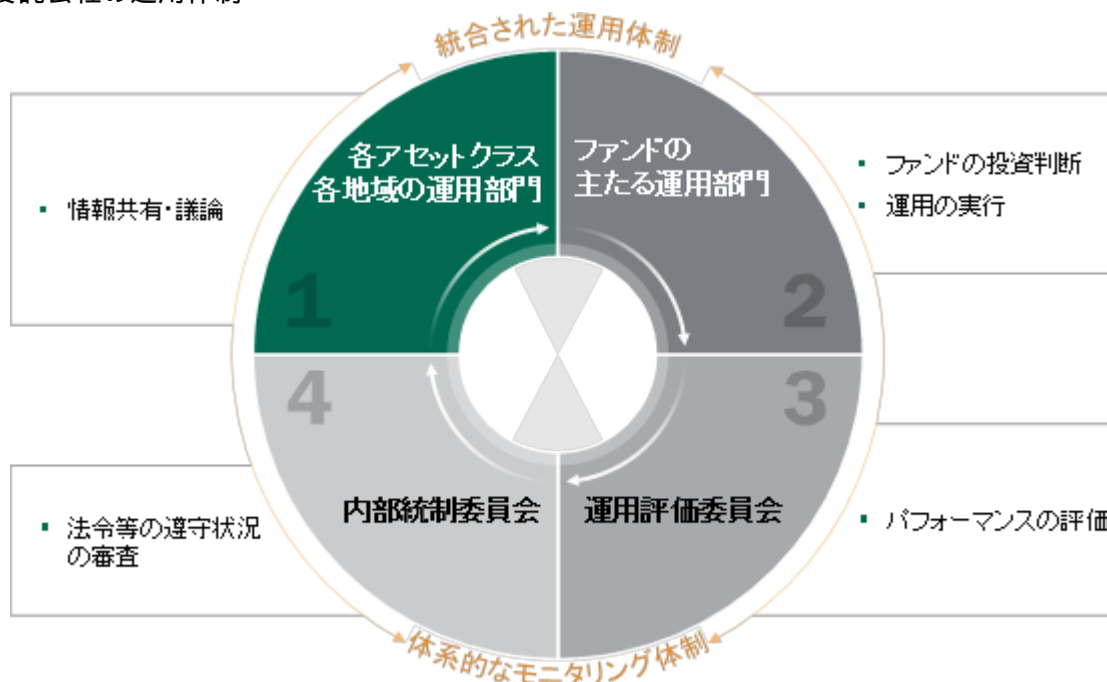 統合された運用体制
各アセットクラス
各地域の運用部門
ファンドの
主たる運用部門
▪ 情報共有・議論
▪ ファンドの投資判断
▪ 運用の実行
1
2
4
3
内部統制委員会
運用評価委員会
▪ 法令等の遵守状況
の審査
▪ パフォーマンスの評価
体系的なモニタリング体制